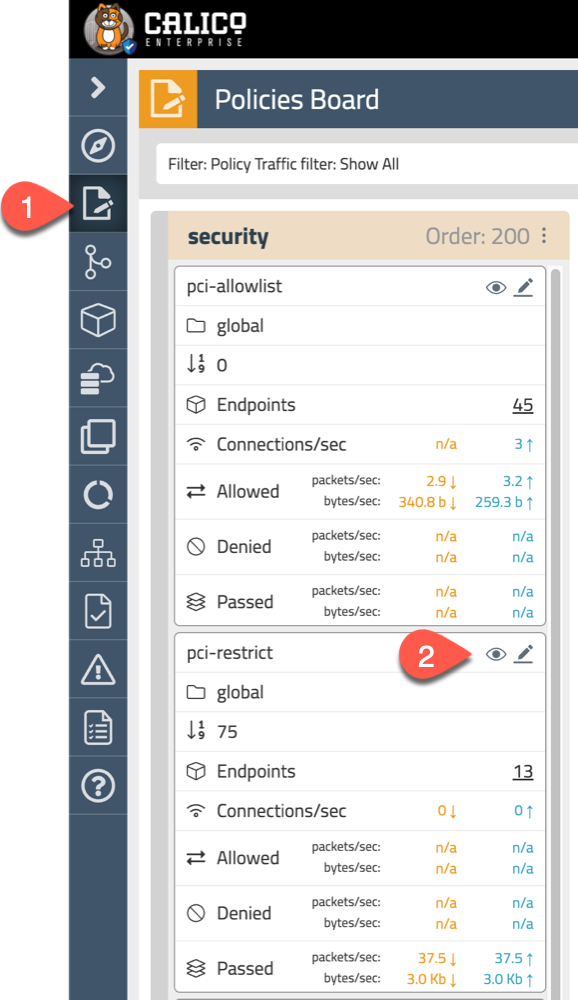 CALICO
ENTERPRISE
Policies Board
Filter: Policy Traffic filter: Show All
1
security Order: 200
pci-allowlist
global
0
Endpoints 45
Connections/sec n/a 3 ↑
Allowed packets/sec: 2.9 ↓ 3.2 ↑
bytes/sec: 340.8 b ↓ 259.3 b ↑
Denied packets/sec: n/a n/a
bytes/sec: n/a n/a
Passed packets/sec: n/a n/a
bytes/sec: n/a n/a
pci-restrict
2
global
75
Endpoints 13
Connections/sec 0 ↓ 0 ↑
Allowed packets/sec: n/a n/a
bytes/sec: n/a n/a
Denied packets/sec: n/a n/a
bytes/sec: n/a n/a
Passed packets/sec: 37.5 ↓ 37.5 ↑
bytes/sec: 3.0 Kb ↓ 3.0 Kb ↑